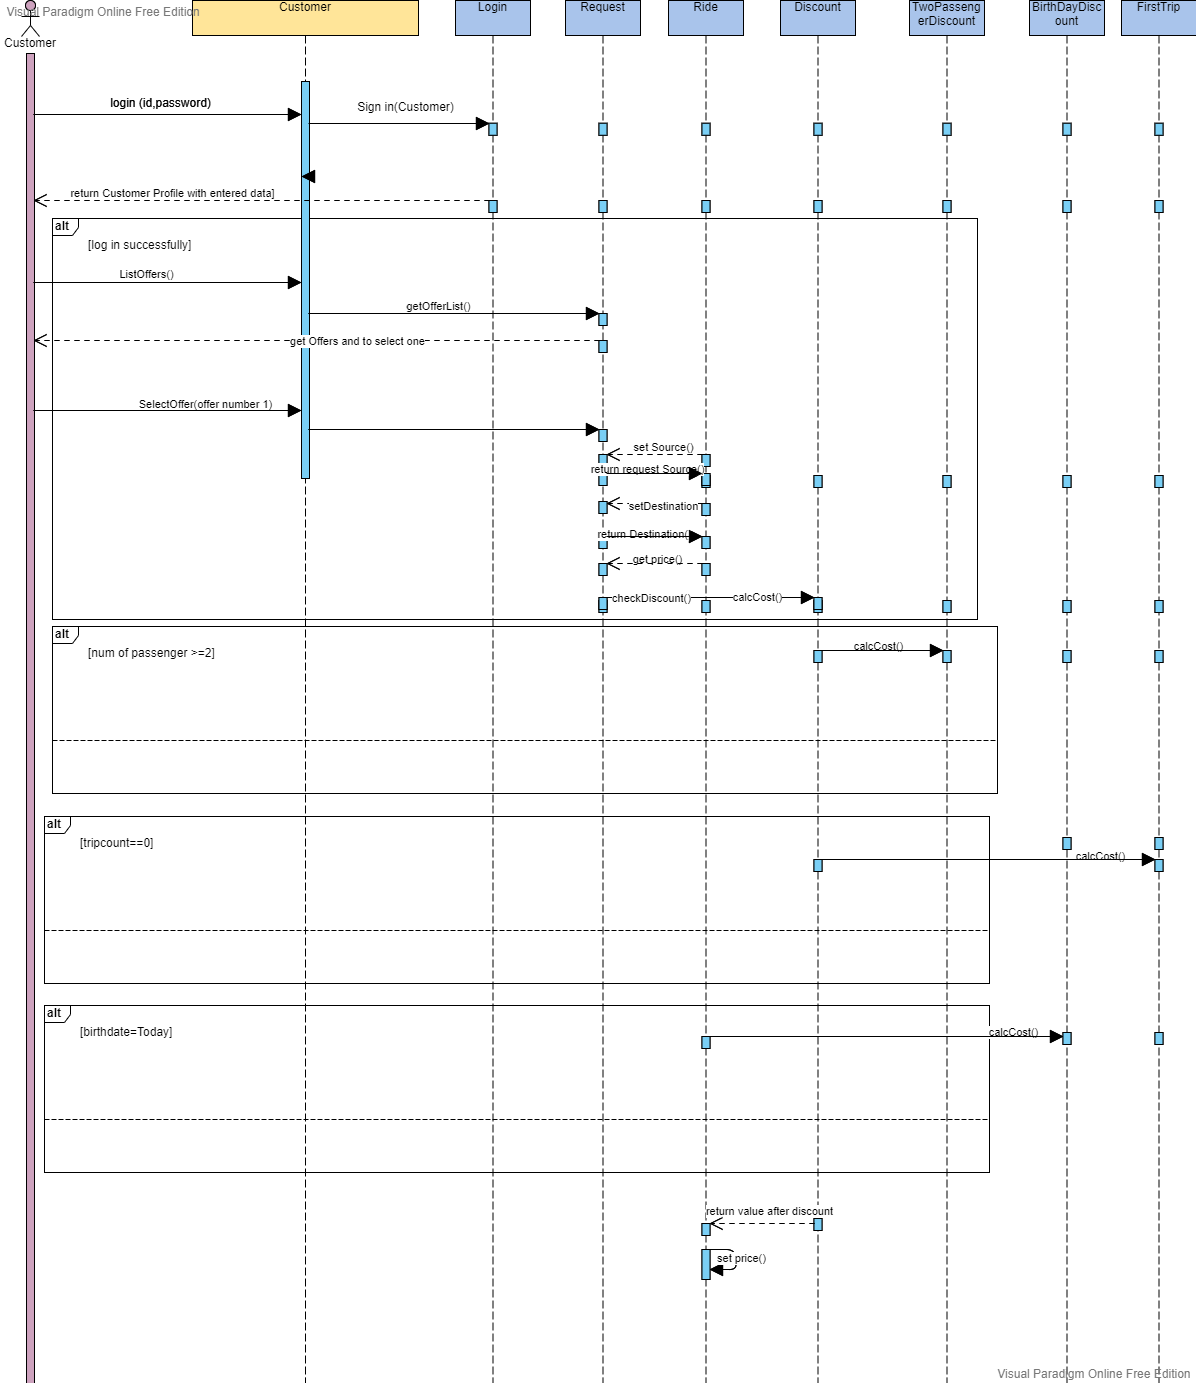 Visual Paradigm Online Free Edition
Customer
Customer
Login
Request
Ride
Discount
TwoPasseng
erDiscount
BirthDayDisc
ount
FirstTrip
login (id,password)
Sign in(Customer)
return Customer Profile with entered data]
alt
[log in successfully]
ListOffers()
getOfferList()
get Offers and to select one
SelectOffer(offer number 1)
set Source()
return request Source()
setDestination
return Destination()
get price()
checkDiscount()
calcCost()
alt
[num of passenger >=2]
calcCost()
alt
[tripcount==0]
calcCost()
alt
[birthdate=Today]
calcCost()
return value after discount
set price()
Visual Paradigm Online Free Edition